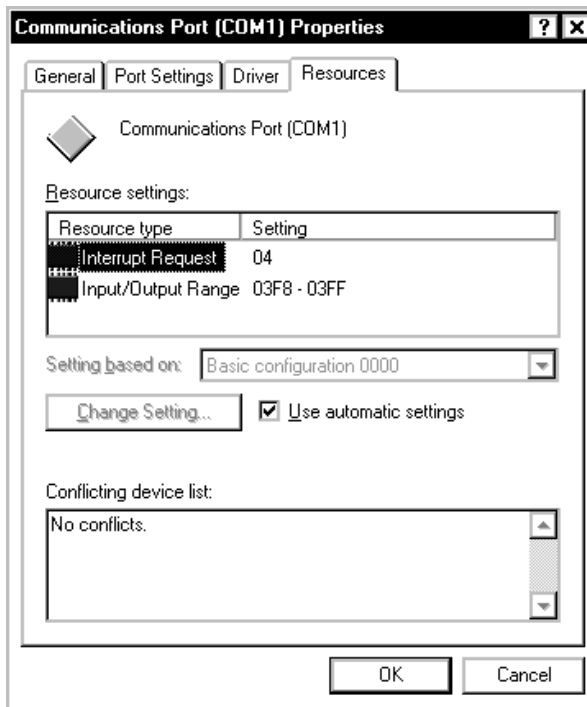 Communications Port (COM1) Properties ? X
General Port Settings Driver Resources
Communications Port (COM1)
Resource settings:
Resource type Setting
Interrupt Request 04
Input/Output Range 03F8 - 03FF
Setting based on: Basic configuration 0000
Change Setting... Use automatic settings
Conflicting device list:
No conflicts.
OK Cancel